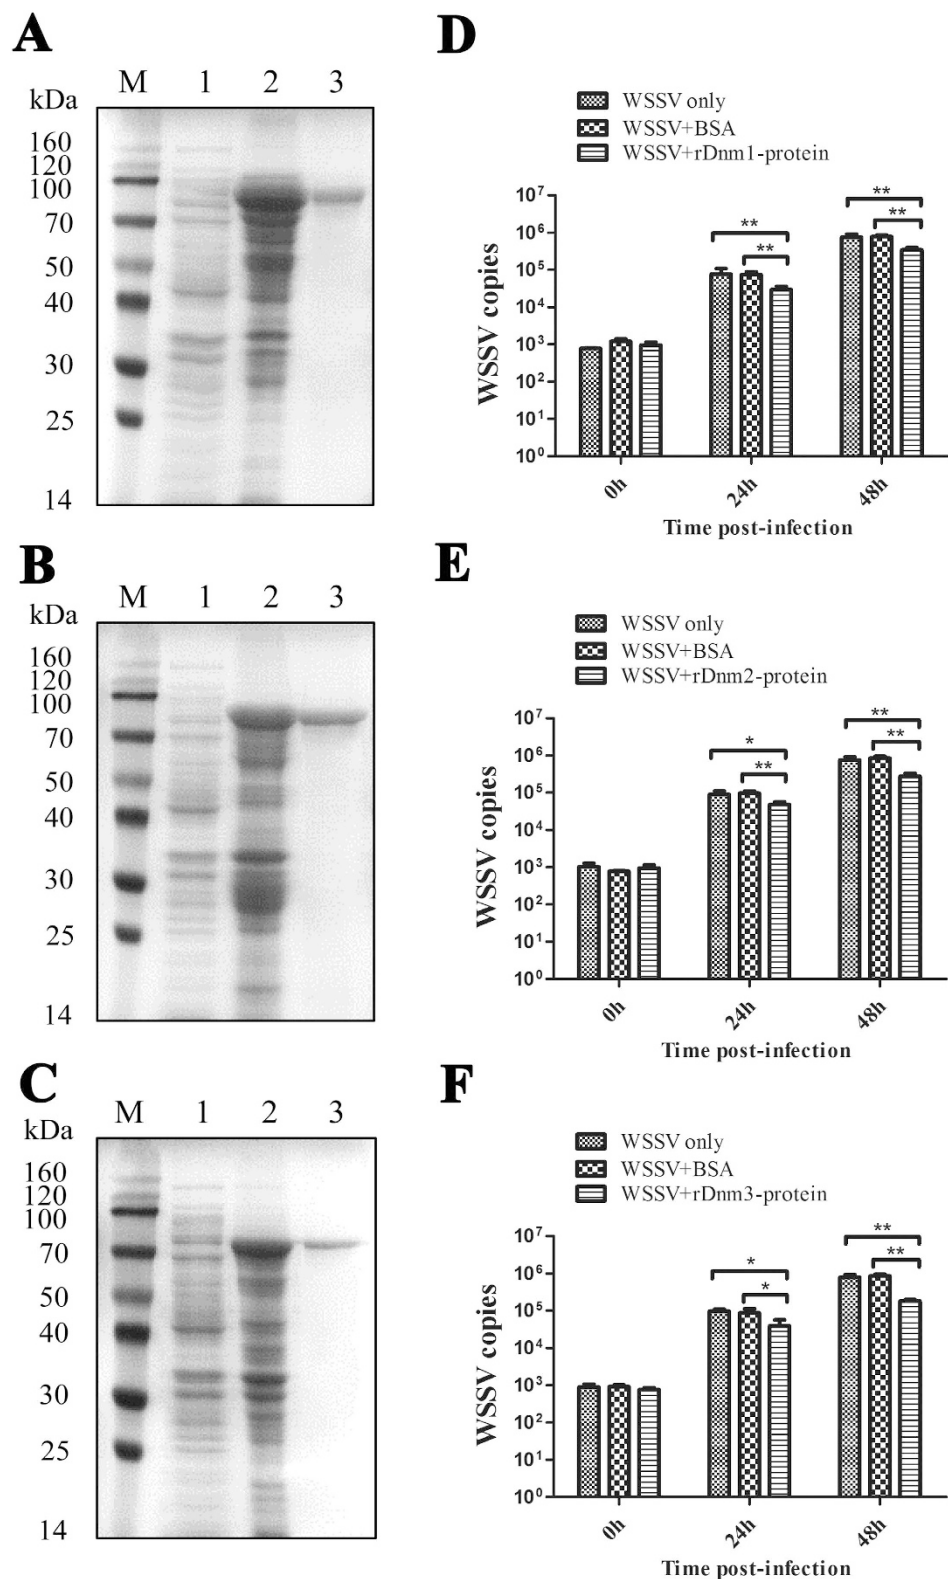 A
M 1 2 3
kDa
160
120
100
70
50
40
30
25
14
D
WSSV only
WSSV+BSA
WSSV+rDnm1-protein
WSSV copies
10⁷
10⁶
10⁵
10⁴
10³
10²
10¹
10⁰
** **
** **
0h 24h 48h
Time post-infection
B
M 1 2 3
kDa
160
120
100
70
50
40
30
25
14
E
WSSV only
WSSV+BSA
WSSV+rDnm2-protein
WSSV copies
10⁷
10⁶
10⁵
10⁴
10³
10²
10¹
10⁰
* **
** **
0h 24h 48h
Time post-infection
C
M 1 2 3
kDa
160
120
100
70
50
40
30
25
14
F
WSSV only
WSSV+BSA
WSSV+rDnm3-protein
WSSV copies
10⁷
10⁶
10⁵
10⁴
10³
10²
10¹
10⁰
* **
* **
0h 24h 48h
Time post-infection